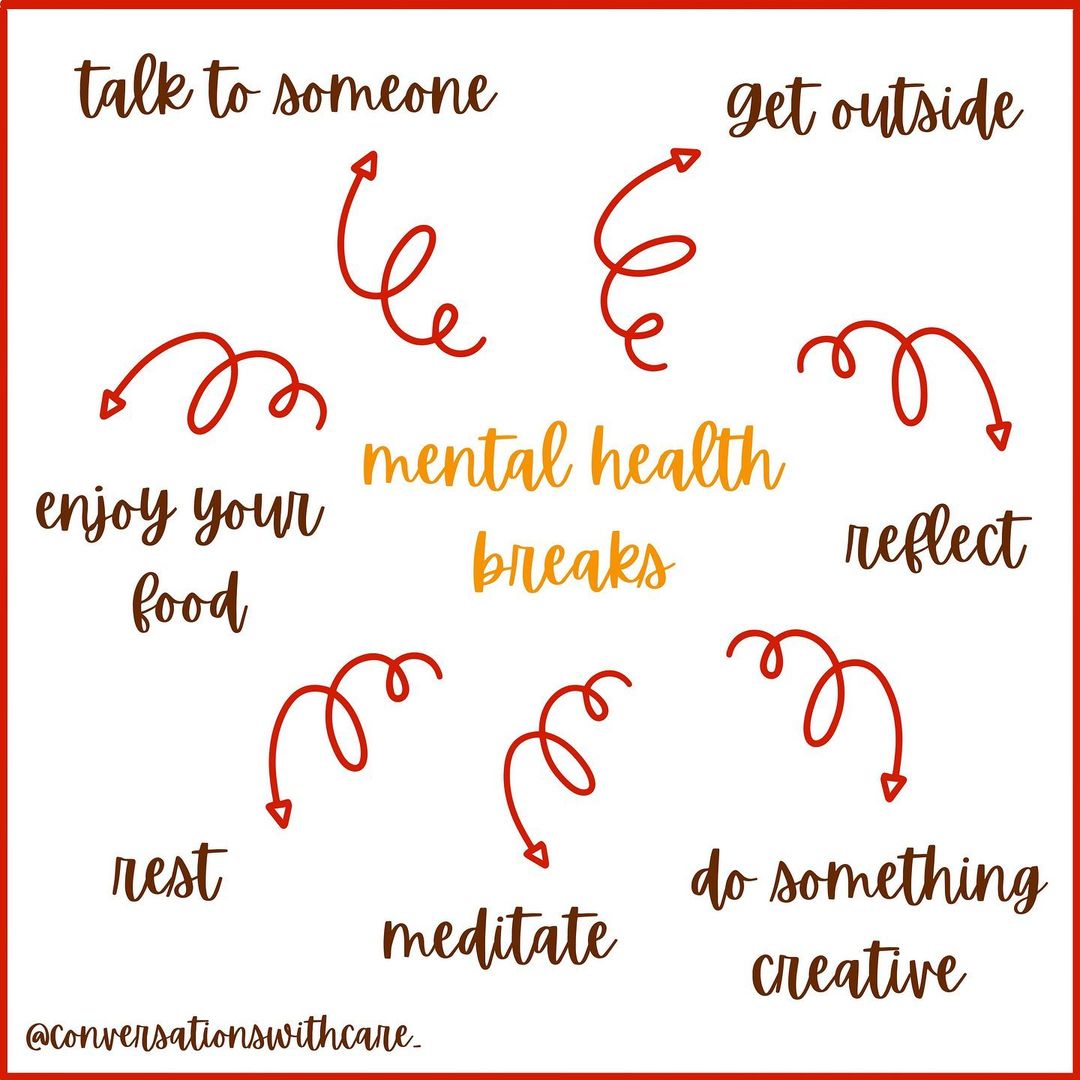 talk to someone
get outside
mental health
breaks
enjoy your
food
reflect
rest
meditate
do something
creative
@conversationswithcare_